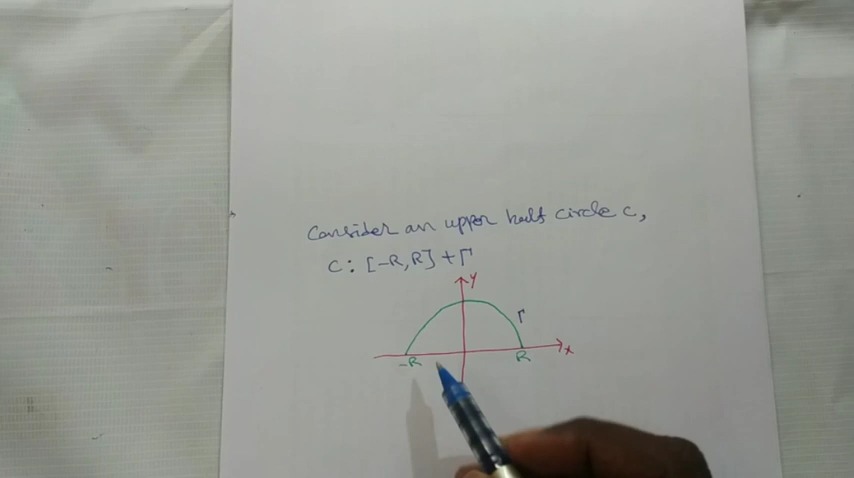 Consider an upper half circle C,
C: [-R, R] + Γ
Y
Γ
-R R X